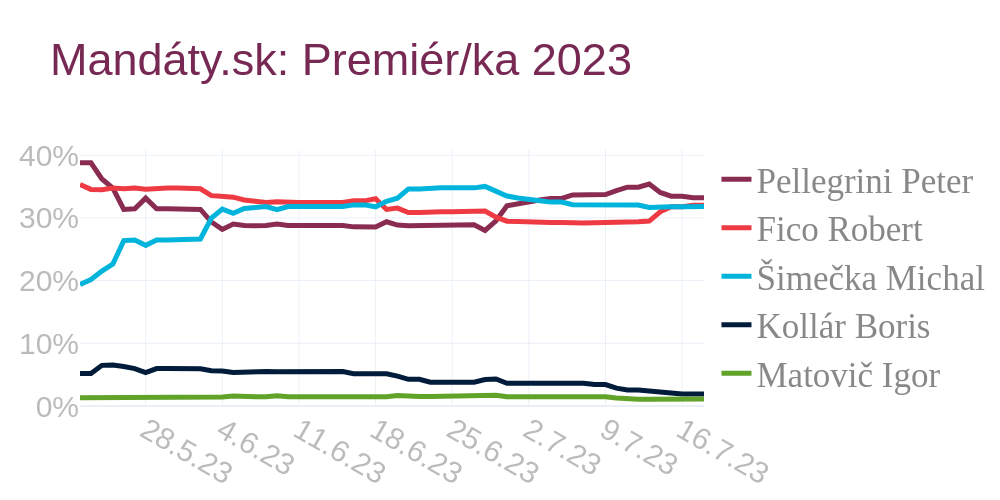 Mandáty.sk: Premiér/ka 2023
40%
30%
20%
10%
0%
28.5.23
4.6.23
11.6.23
18.6.23
25.6.23
2.7.23
9.7.23
16.7.23
Pellegrini Peter
Fico Robert
Šimečka Michal
Kollár Boris
Matovič Igor